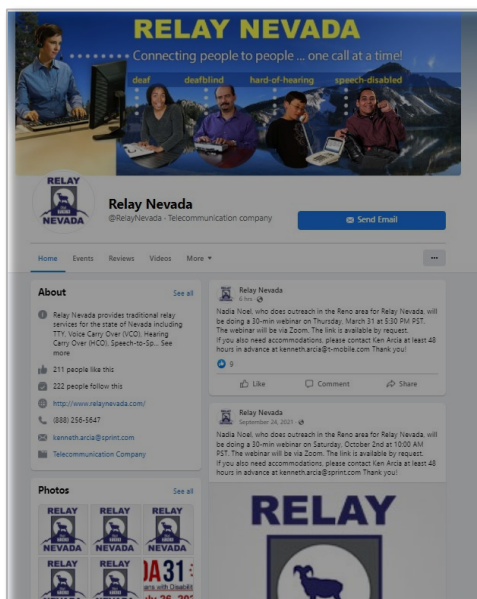 RELAY NEVADA
Connecting people to people ... one call at a time!
deaf
deafblind
hard-of-hearing
speech-disabled
RELAY
NEVADA
Relay Nevada
@RelayNevada · Telecommunication company
Send Email
Home Events Reviews Videos More
About
See all
Relay Nevada provides traditional relay
services for the state of Nevada including
TTY, Voice Carry Over (VCO), Hearing
Carry Over (HCO), Speech-to-Sp... See
more
211 people like this
222 people follow this
http://www.relaynevada.com/
(888) 256-5647
kennath.arcia@sprint.com
Telecommunication Company
Photos
See all
RELAY
NEVADA
RELAY
NEVADA
RELAY
NEVADA
RELAY
NEVADA
RELAY
NEVADA
DA31
Relay Nevada
6 hrs ·
Nadia Noel, who does outreach in the Reno area for Relay Nevada, will
be doing a 30-min webinar on Thursday, March 31 at 5:30 PM PST.
The webinar will be via Zoom. The link is available by request.
If you also need accommodations, please contact Ken Arcia at least 48
hours in advance at kenneth.arcia@t-mobile.com Thank you!
9
Like
Comment
Share
Relay Nevada
September 24, 2021 ·
Nadia Noel, who does outreach in the Reno area for Relay Nevada, will
be doing a 30-min webinar on Saturday, October 2nd at 10:00 AM
PST. The webinar will be via Zoom. The link is available by request.
If you also need accommodations, please contact Ken Arcia at least 48
hours in advance at kenneth.arcia@sprint.com Thank you!
RELAY